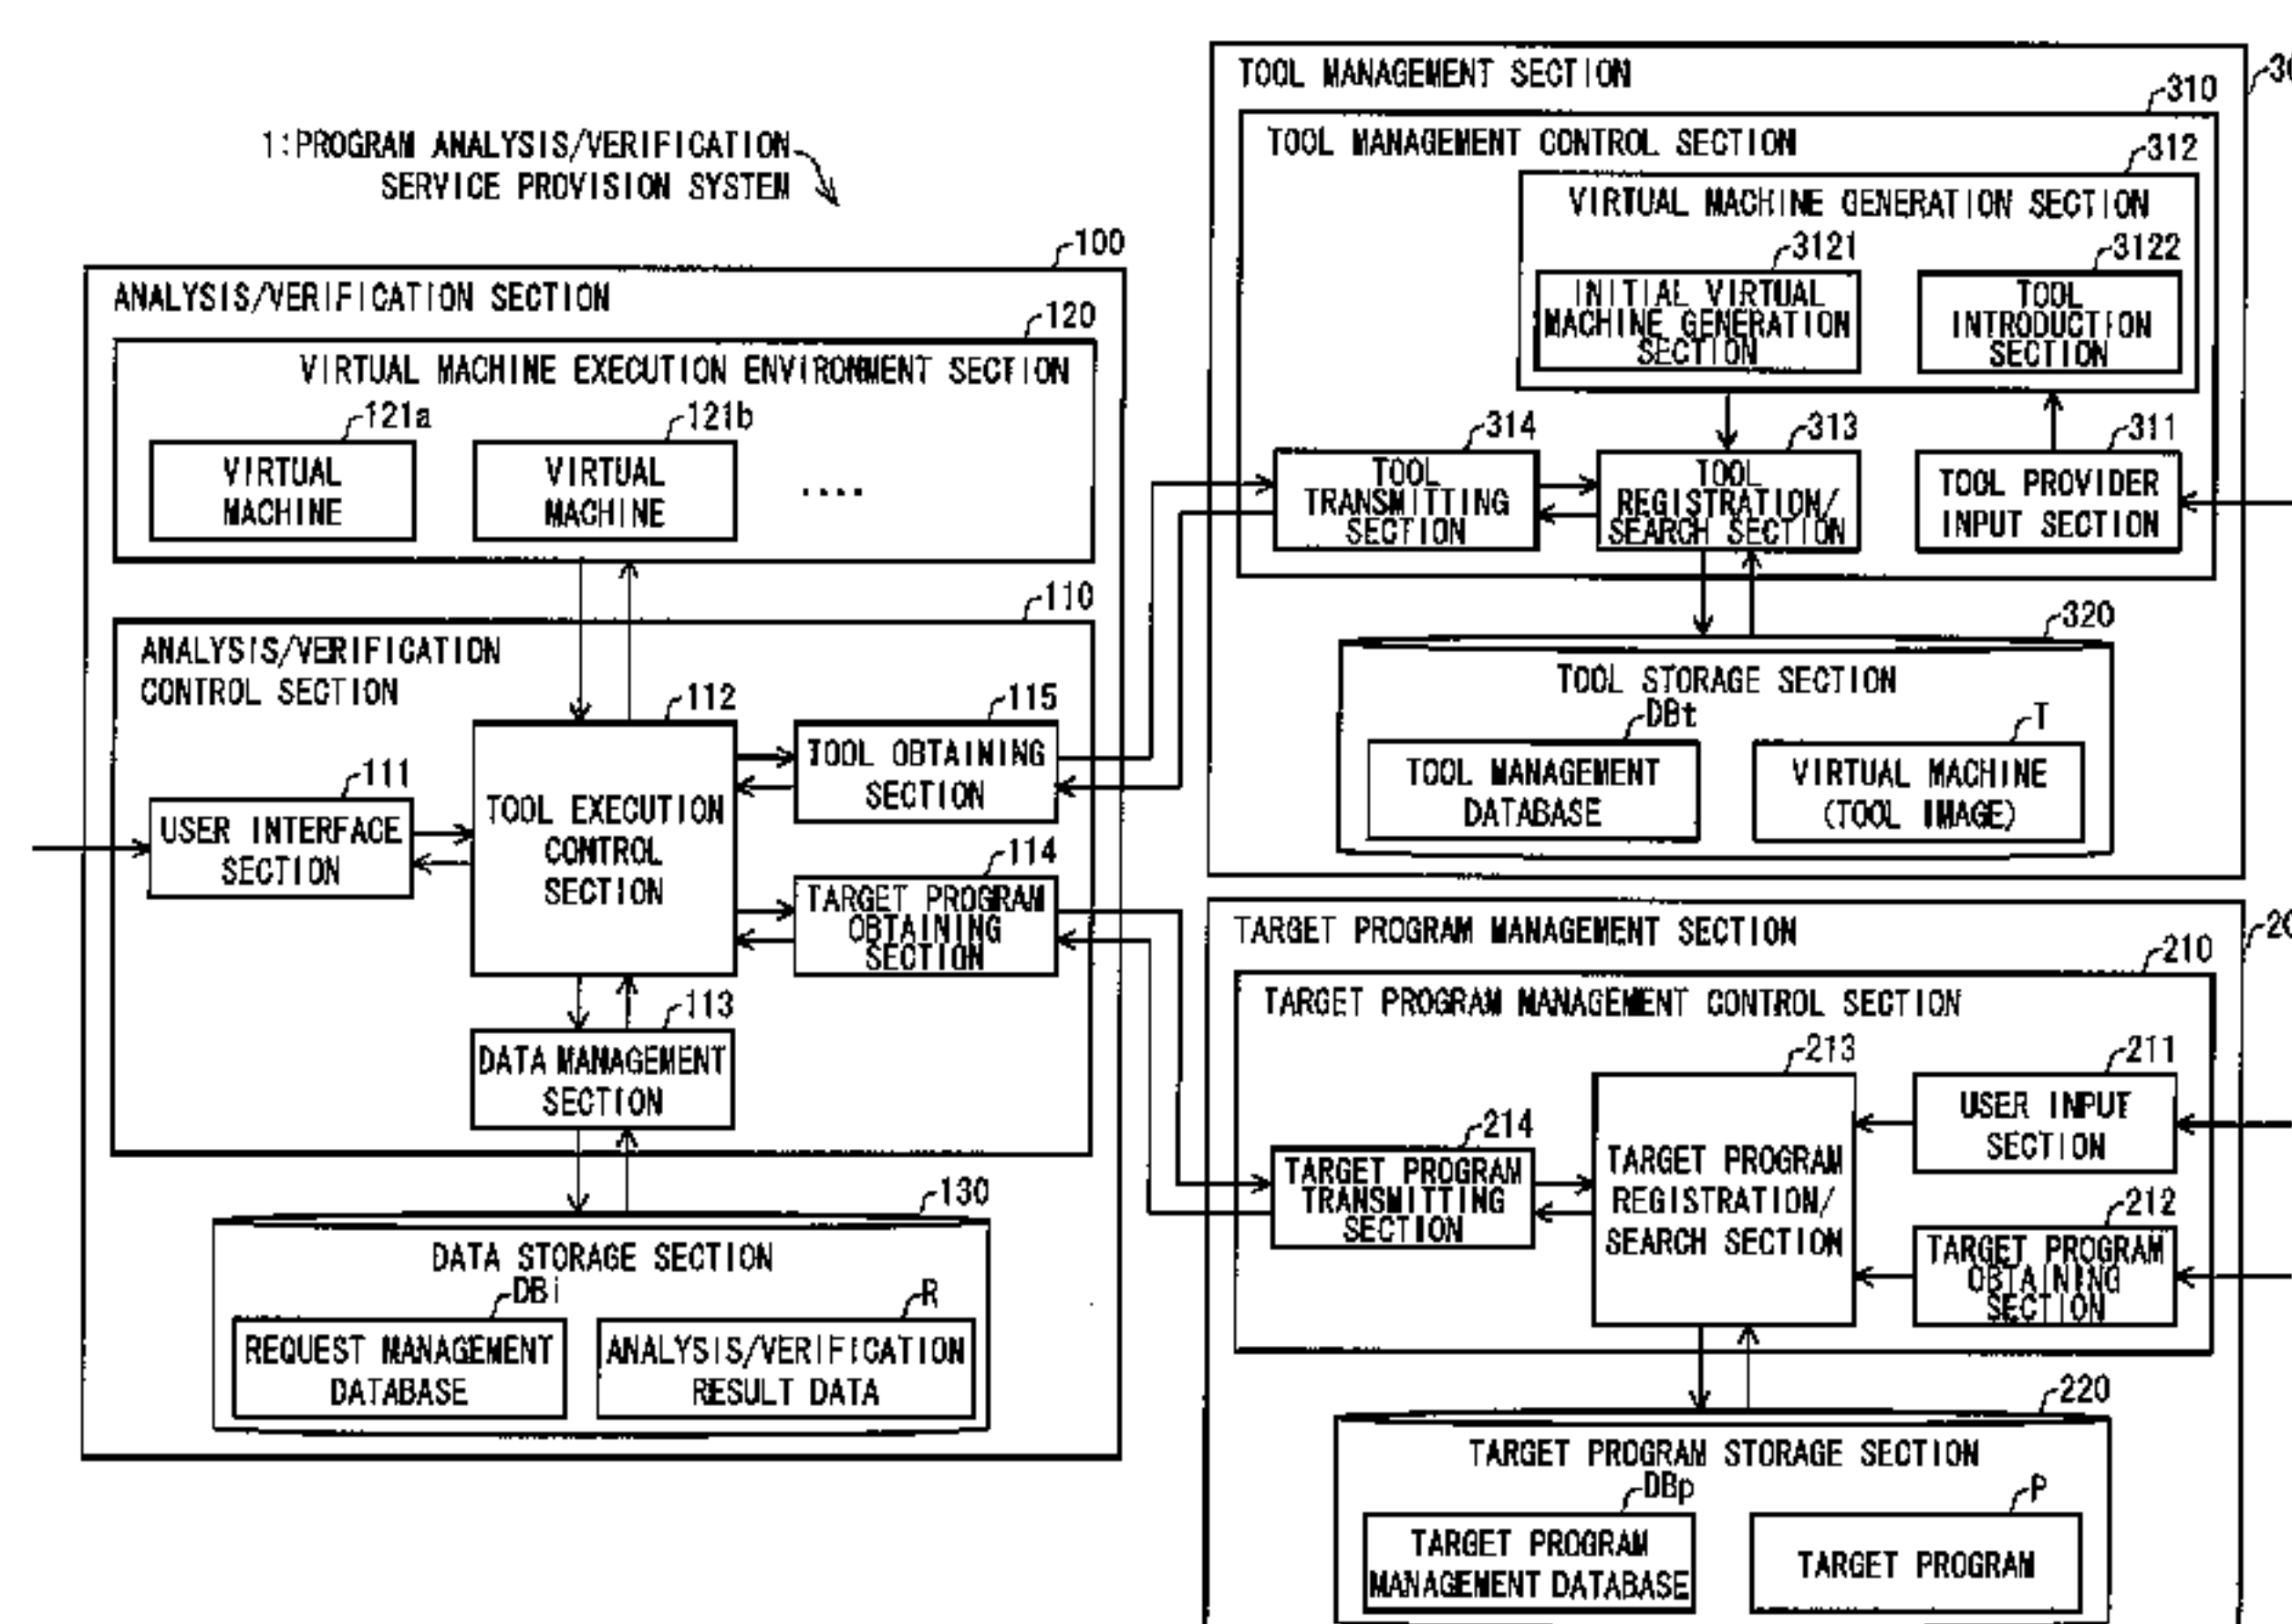 1:PROGRAM ANALYSIS/VERIFICATION
SERVICE PROVISION SYSTEM
100
ANALYSIS/VERIFICATION SECTION
120
VIRTUAL MACHINE EXECUTION ENVIRONMENT SECTION
121a
121b
VIRTUAL
MACHINE
VIRTUAL
MACHINE
....
110
ANALYSIS/VERIFICATION
CONTROL SECTION
112
115
TOOL OBTAINING
SECTION
111
USER INTERFACE
SECTION
TOOL EXECUTION
CONTROL
SECTION
114
TARGET PROGRAM
OBTAINING
SECTION
113
DATA MANAGEMENT
SECTION
130
DATA STORAGE SECTION
DBi
R
REQUEST MANAGEMENT
DATABASE
ANALYSIS/VERIFICATION
RESULT DATA
TOOL MANAGEMENT SECTION
310
TOOL MANAGEMENT CONTROL SECTION
312
VIRTUAL MACHINE GENERATION SECTION
3121
3122
INITIAL VIRTUAL
MACHINE GENERATION
SECTION
TOOL
INTRODUCTION
SECTION
314
313
311
TOOL
TRANSMITTING
SECTION
TOOL
REGISTRATION/
SEARCH SECTION
TOOL PROVIDER
INPUT SECTION
320
TOOL STORAGE SECTION
DBt
T
TOOL MANAGEMENT
DATABASE
VIRTUAL MACHINE
(TOOL IMAGE)
TARGET PROGRAM MANAGEMENT SECTION
210
TARGET PROGRAM MANAGEMENT CONTROL SECTION
213
211
USER INPUT
SECTION
214
TARGET PROGRAM
TRANSMITTING
SECTION
TARGET PROGRAM
REGISTRATION/
SEARCH SECTION
212
TARGET PROGRAM
OBTAINING
SECTION
220
TARGET PROGRAM STORAGE SECTION
DBp
P
TARGET PROGRAM
MANAGEMENT DATABASE
TARGET PROGRAM